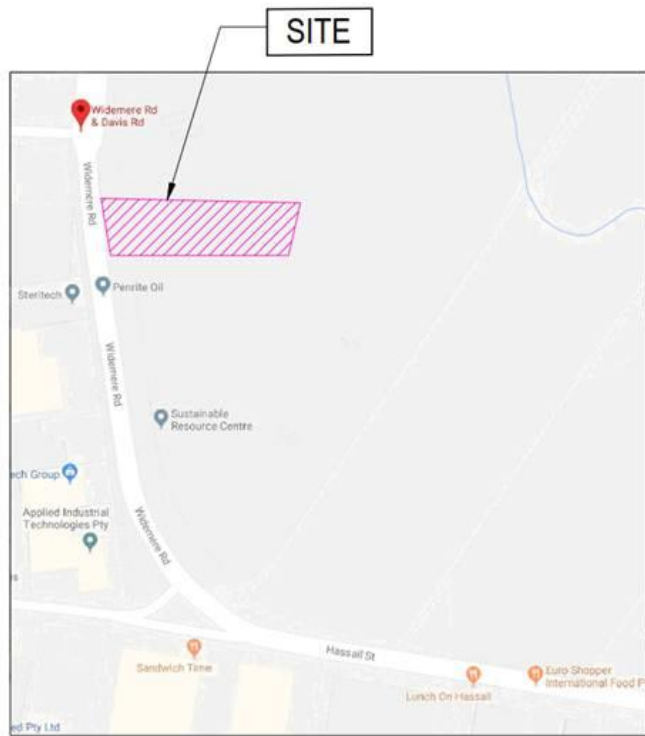 SITE
Widemere Rd
& Davis Rd
Widemere Rd
Steritech
Penrite Oil
Widemere Rd
Sustainable
Resource Centre
ech Group
Applied Industrial
Technologies Pty
Widemere Rd
s
Sandwich Time
Hassall St
Lunch On Hassall
Euro Shopper
International Food P
ed Pty Ltd